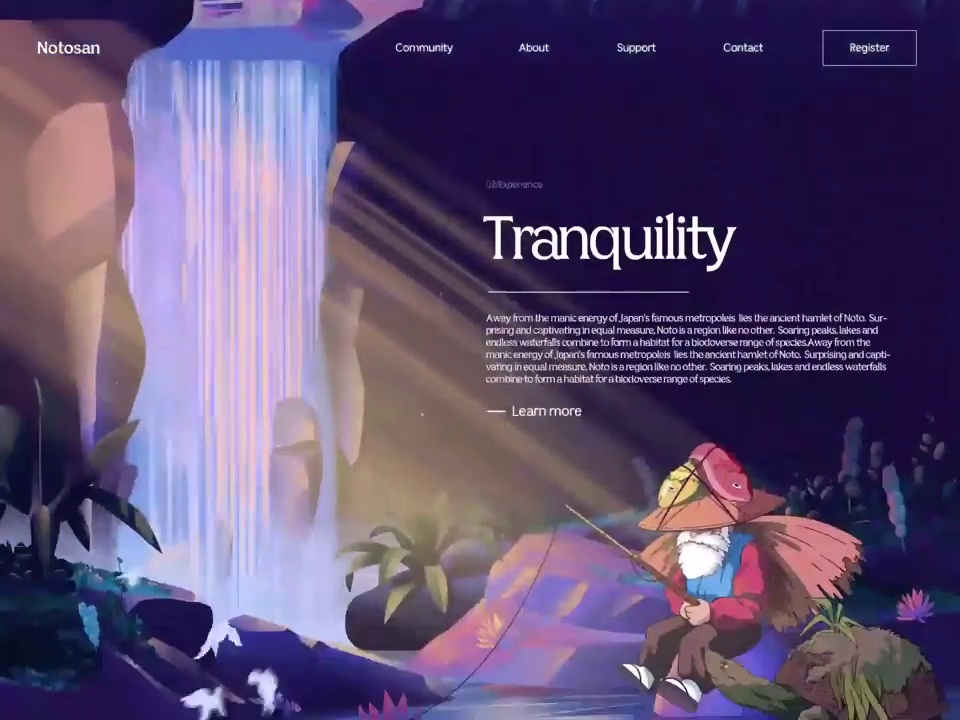 Notosan
Community
About
Support
Contact
Register
02/Experience
Tranquility
Away from the manic energy of Japan's famous metropoleis lies the ancient hamlet of Noto. Sur-
prising and captivating in equal measure, Noto is a region like no other. Soaring peaks, lakes and
endless waterfalls combine to form a habitat for a biodoverse range of species.Away from the
manic energy of Japan's famous metropoleis lies the ancient hamlet of Noto. Surprising and capti-
vating in equal measure, Noto is a region like no other. Soaring peaks, lakes and endless waterfalls
combine to form a habitat for a biodoverse range of species.
Learn more